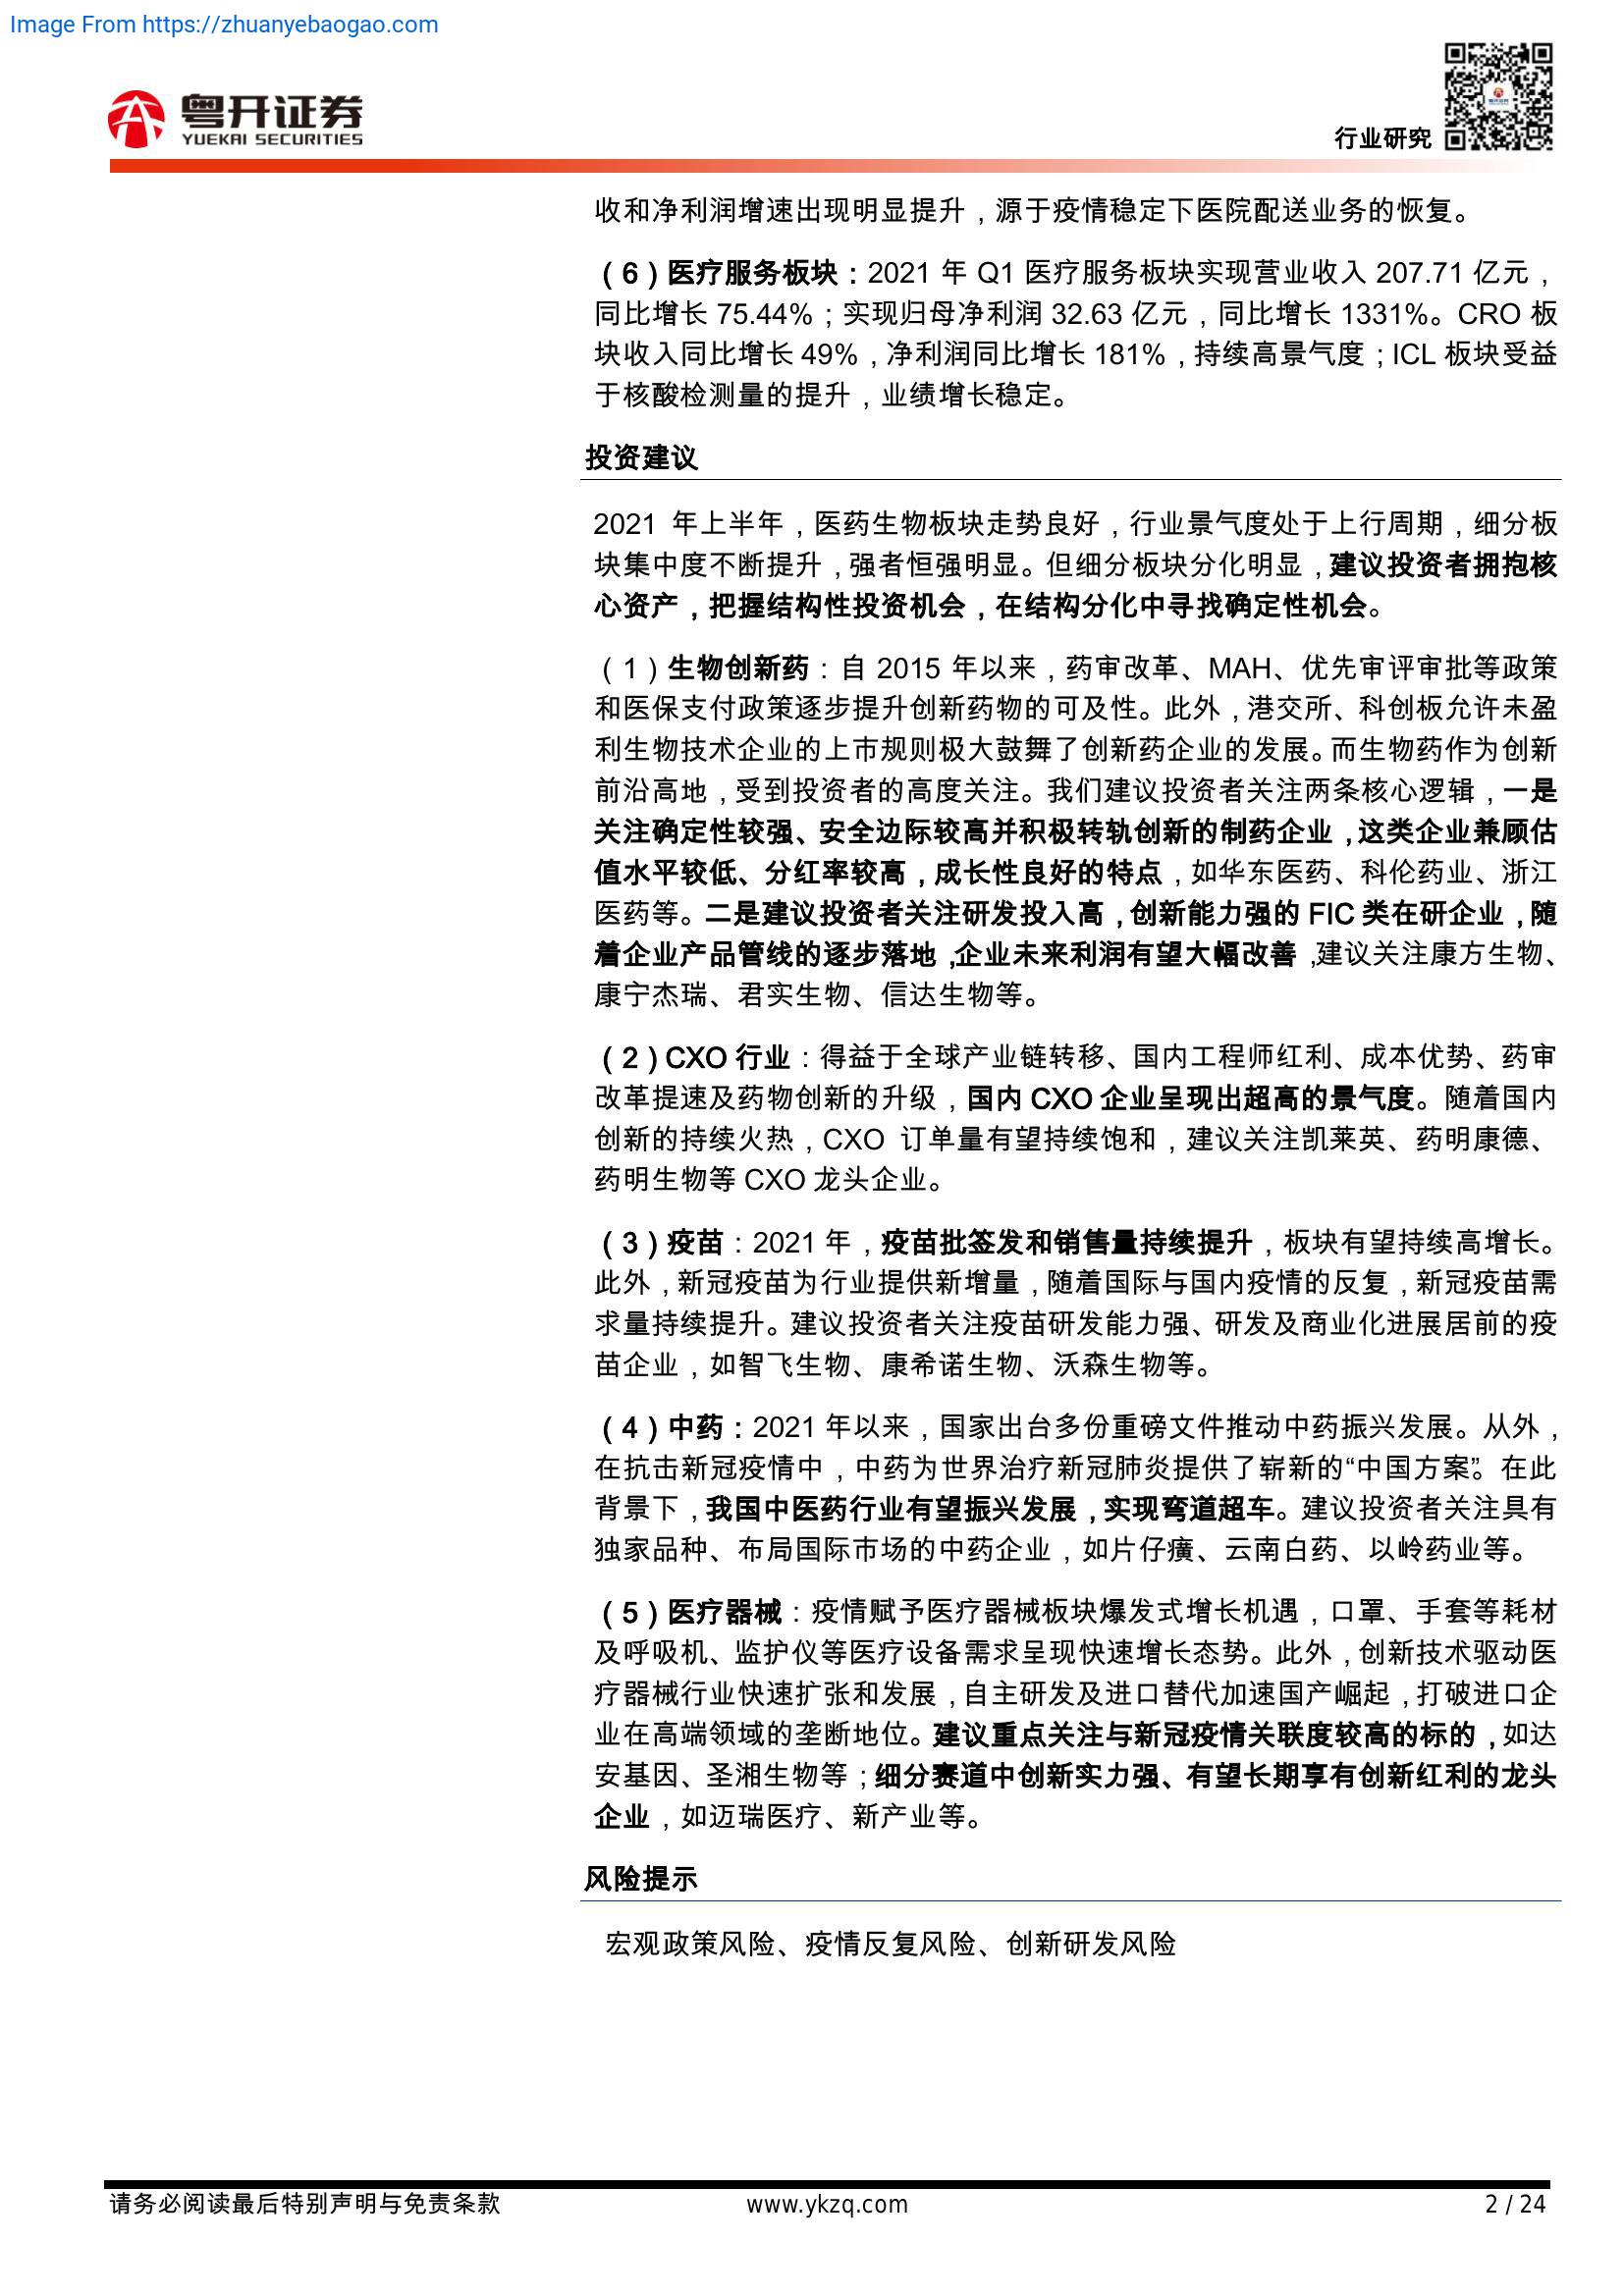 Image From https://zhuanyebaogao.com
粤开证券
YUEKAI SECURITIES
行业研究
收和净利润增速出现明显提升，源于疫情稳定下医院配送业务的恢复。
（6）医疗服务板块：2021 年 Q1 医疗服务板块实现营业收入 207.71 亿元，
同比增长 75.44%；实现归母净利润 32.63 亿元，同比增长 1331%。CRO 板
块收入同比增长 49%，净利润同比增长 181%，持续高景气度；ICL 板块受益
于核酸检测量的提升，业绩增长稳定。
投资建议
2021 年上半年，医药生物板块走势良好，行业景气度处于上行周期，细分板
块集中度不断提升，强者恒强明显。但细分板块分化明显，建议投资者拥抱核
心资产，把握结构性投资机会，在结构分化中寻找确定性机会。
（1）生物创新药：自 2015 年以来，药审改革、MAH、优先审评审批等政策
和医保支付政策逐步提升创新药物的可及性。此外，港交所、科创板允许未盈
利生物技术企业的上市规则极大鼓舞了创新药企业的发展。而生物药作为创新
前沿高地，受到投资者的高度关注。我们建议投资者关注两条核心逻辑，一是
关注确定性较强、安全边际较高并积极转轨创新的制药企业，这类企业兼顾估
值水平较低、分红率较高，成长性良好的特点，如华东医药、科伦药业、浙江
医药等。二是建议投资者关注研发投入高，创新能力强的 FIC 类在研企业，随
着企业产品管线的逐步落地，企业未来利润有望大幅改善，建议关注康方生物、
康宁杰瑞、君实生物、信达生物等。
（2）CXO 行业：得益于全球产业链转移、国内工程师红利、成本优势、药审
改革提速及药物创新的升级，国内 CXO 企业呈现出超高的景气度。随着国内
创新的持续火热，CXO 订单量有望持续饱和，建议关注凯莱英、药明康德、
药明生物等 CXO 龙头企业。
（3）疫苗：2021 年，疫苗批签发和销售量持续提升，板块有望持续高增长。
此外，新冠疫苗为行业提供新增量，随着国际与国内疫情的反复，新冠疫苗需
求量持续提升。建议投资者关注疫苗研发能力强、研发及商业化进展居前的疫
苗企业，如智飞生物、康希诺生物、沃森生物等。
（4）中药：2021 年以来，国家出台多份重磅文件推动中药振兴发展。从外，
在抗击新冠疫情中，中药为世界治疗新冠肺炎提供了崭新的“中国方案”。在此
背景下，我国中医药行业有望振兴发展，实现弯道超车。建议投资者关注具有
独家品种、布局国际市场的中药企业，如片仔癀、云南白药、以岭药业等。
（5）医疗器械：疫情赋予医疗器械板块爆发式增长机遇，口罩、手套等耗材
及呼吸机、监护仪等医疗设备需求呈现快速增长态势。此外，创新技术驱动医
疗器械行业快速扩张和发展，自主研发及进口替代加速国产崛起，打破进口企
业在高端领域的垄断地位。建议重点关注与新冠疫情关联度较高的标的，如达
安基因、圣湘生物等；细分赛道中创新实力强、有望长期享有创新红利的龙头
企业，如迈瑞医疗、新产业等。
风险提示
宏观政策风险、疫情反复风险、创新研发风险
请务必阅读最后特别声明与免责条款
www.ykzq.com
2 / 24